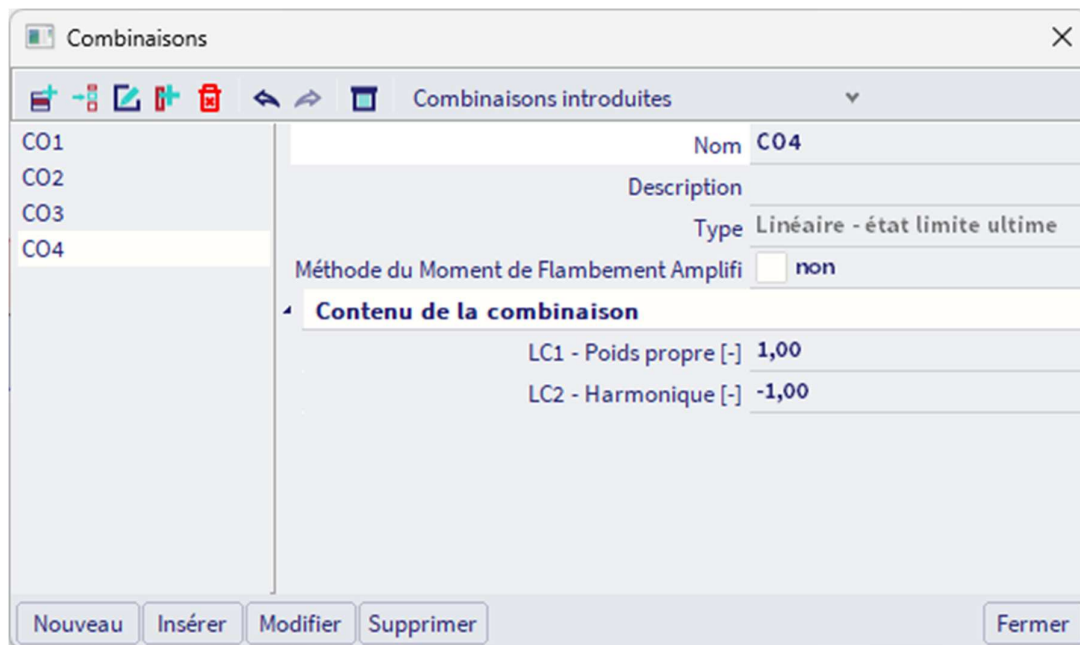 Combinaisons
Combinaisons introduites
CO1
CO2
CO3
CO4
Nom CO4
Description
Type Linéaire - état limite ultime
Méthode du Moment de Flambement Amplifi non
Contenu de la combinaison
LC1 - Poids propre [-] 1,00
LC2 - Harmonique [-] -1,00
Nouveau Insérer Modifier Supprimer Fermer